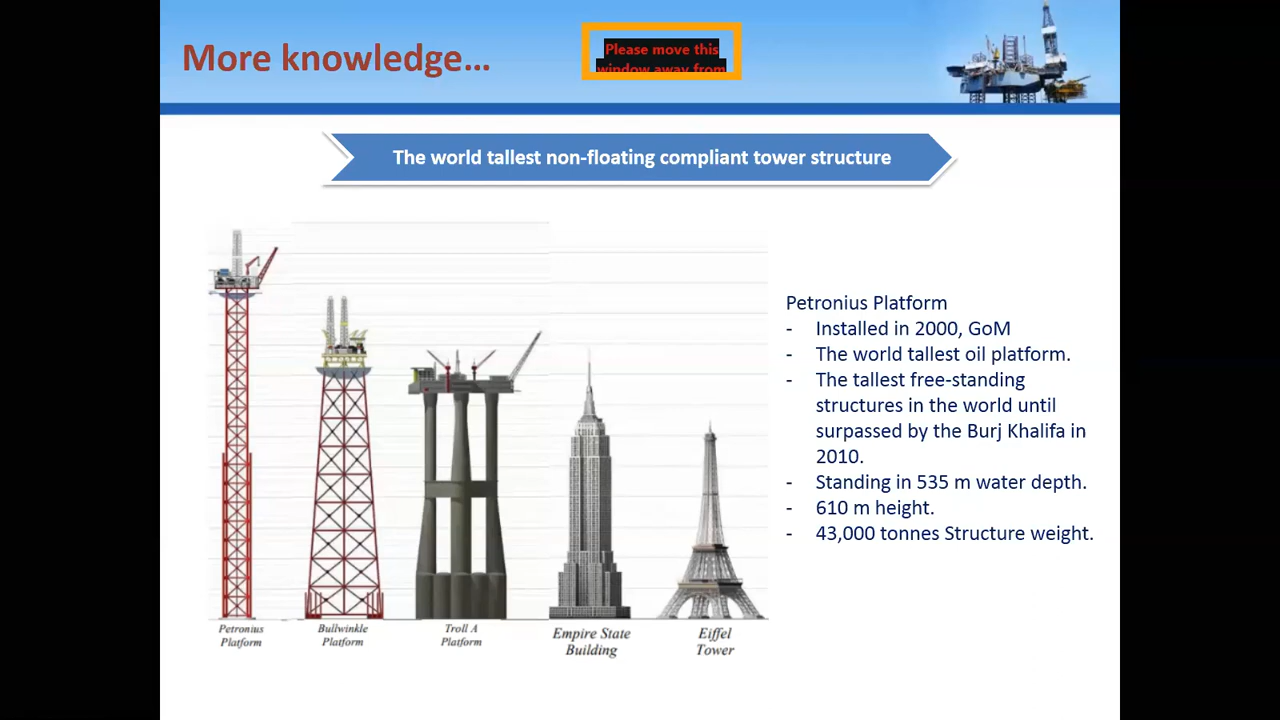 More knowledge...
Please move this
window away from
The world tallest non-floating compliant tower structure
Petronius Platform
- Installed in 2000, GoM
- The world tallest oil platform.
- The tallest free-standing
structures in the world until
surpassed by the Burj Khalifa in
2010.
- Standing in 535 m water depth.
- 610 m height.
- 43,000 tonnes Structure weight.
Petronius
Platform
Bullwinkle
Platform
Troll A
Platform
Empire State
Building
Eiffel
Tower